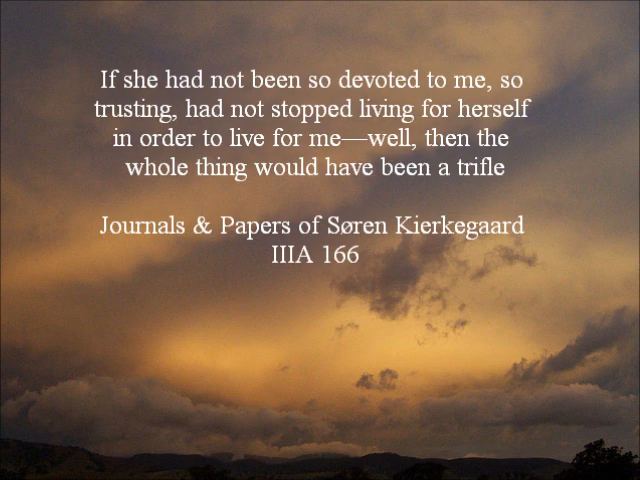 If she had not been so devoted to me, so
trusting, had not stopped living for herself
in order to live for me—well, then the
whole thing would have been a trifle
Journals & Papers of Søren Kierkegaard
IIIA 166